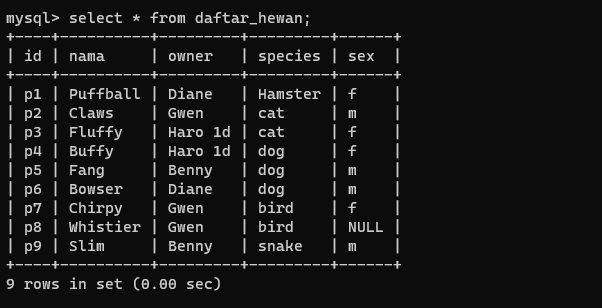 mysql> select * from daftar_hewan;
+----+----------+---------+---------+------+
| id | nama     | owner   | species | sex  |
+----+----------+---------+---------+------+
| p1 | Puffball | Diane   | Hamster | f    |
| p2 | Claws    | Gwen    | cat     | m    |
| p3 | Fluffy   | Haro 1d | cat     | f    |
| p4 | Buffy    | Haro 1d | dog     | f    |
| p5 | Fang     | Benny   | dog     | m    |
| p6 | Bowser   | Diane   | dog     | m    |
| p7 | Chirpy   | Gwen    | bird    | f    |
| p8 | Whistier | Gwen    | bird    | NULL |
| p9 | Slim     | Benny   | snake   | m    |
+----+----------+---------+---------+------+
9 rows in set (0.00 sec)